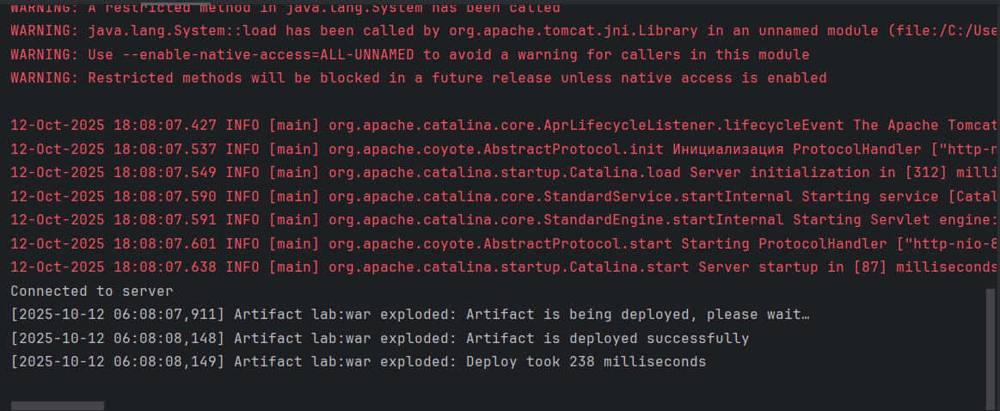 WARNING: A restricted method in java.lang.System has been called
WARNING: java.lang.System::load has been called by org.apache.tomcat.jni.Library in an unnamed module (file:/C:/Use
WARNING: Use --enable-native-access=ALL-UNNAMED to avoid a warning for callers in this module
WARNING: Restricted methods will be blocked in a future release unless native access is enabled
12-Oct-2025 18:08:07.427 INFO [main] org.apache.catalina.core.AprLifecycleListener.lifecycleEvent The Apache Tomcat
12-Oct-2025 18:08:07.537 INFO [main] org.apache.coyote.AbstractProtocol.init Инициализация ProtocolHandler ["http-n
12-Oct-2025 18:08:07.549 INFO [main] org.apache.catalina.startup.Catalina.load Server initialization in [312] milli
12-Oct-2025 18:08:07.590 INFO [main] org.apache.catalina.core.StandardService.startInternal Starting service [Catal
12-Oct-2025 18:08:07.591 INFO [main] org.apache.catalina.core.StandardEngine.startInternal Starting Servlet engine:
12-Oct-2025 18:08:07.601 INFO [main] org.apache.coyote.AbstractProtocol.start Starting ProtocolHandler ["http-nio-8
12-Oct-2025 18:08:07.638 INFO [main] org.apache.catalina.startup.Catalina.start Server startup in [87] milliseconds
Connected to server
[2025-10-12 06:08:07,911] Artifact lab:war exploded: Artifact is being deployed, please wait…
[2025-10-12 06:08:08,148] Artifact lab:war exploded: Artifact is deployed successfully
[2025-10-12 06:08:08,149] Artifact lab:war exploded: Deploy took 238 milliseconds